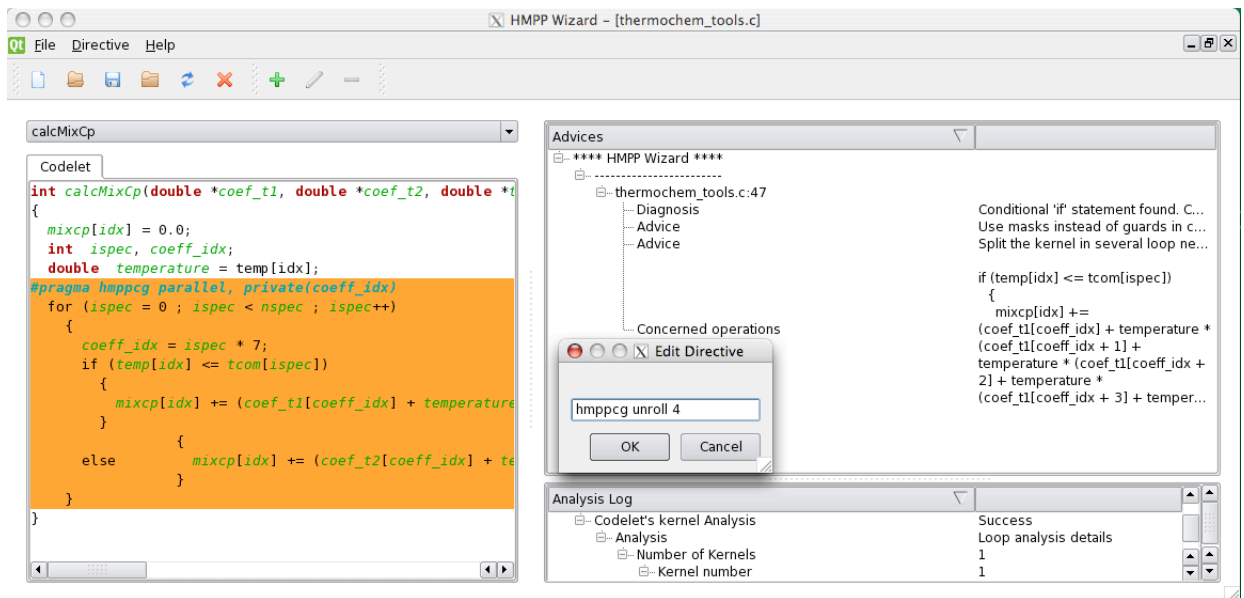 HMPP Wizard – [thermochem_tools.c]
Qt File Directive Help
calcMixCp
Codelet
int calcMixCp(double *coef_t1, double *coef_t2, double *t
{
mixcp[idx] = 0.0;
int ispec, coeff_idx;
double temperature = temp[idx];
#pragma hmppcg parallel, private(coeff_idx)
for (ispec = 0 ; ispec < nspec ; ispec++)
{
coeff_idx = ispec * 7;
if (temp[idx] <= tcom[ispec])
{
mixcp[idx] += (coef_t1[coeff_idx] + temperature
}
{
else mixcp[idx] += (coef_t2[coeff_idx] + te
}
}
}
Advices
**** HMPP Wizard ****
------------------------
thermochem_tools.c:47
Diagnosis Conditional 'if' statement found. C...
Advice Use masks instead of guards in c...
Advice Split the kernel in several loop ne...
if (temp[idx] <= tcom[ispec])
{
mixcp[idx] +=
Concerned operations (coef_t1[coeff_idx] + temperature *
(coef_t1[coeff_idx + 1] +
temperature * (coef_t1[coeff_idx +
2] + temperature *
(coef_t1[coeff_idx + 3] + temper...
Edit Directive
hmppcg unroll 4
OK Cancel
Analysis Log
Codelet's kernel Analysis Success
Analysis Loop analysis details
Number of Kernels 1
Kernel number 1